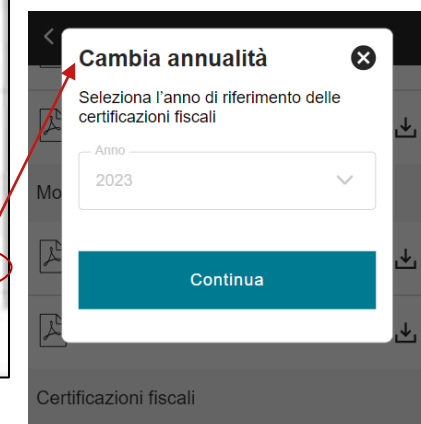 Cambia annualità
Seleziona l'anno di riferimento delle
certificazioni fiscali
Anno
2023
Mo
Continua
Certificazioni fiscali